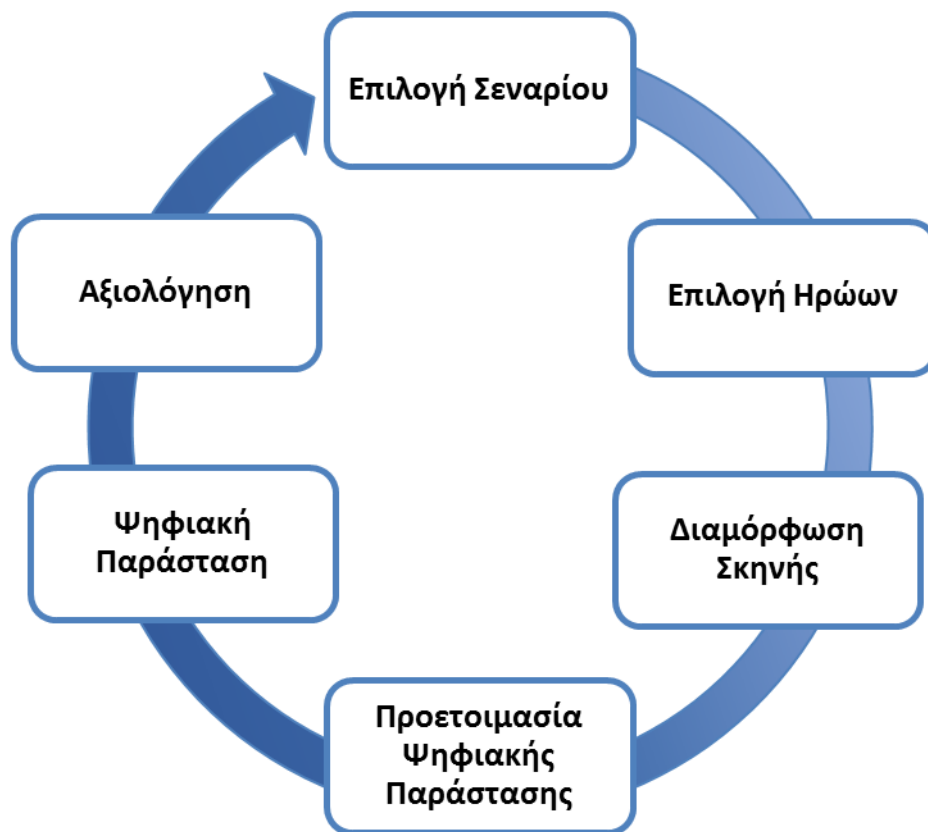 Επιλογή Σεναρίου
Επιλογή Ηρώων
Διαμόρφωση
Σκηνής
Προετοιμασία
Ψηφιακής
Παράστασης
Ψηφιακή
Παράσταση
Αξιολόγηση